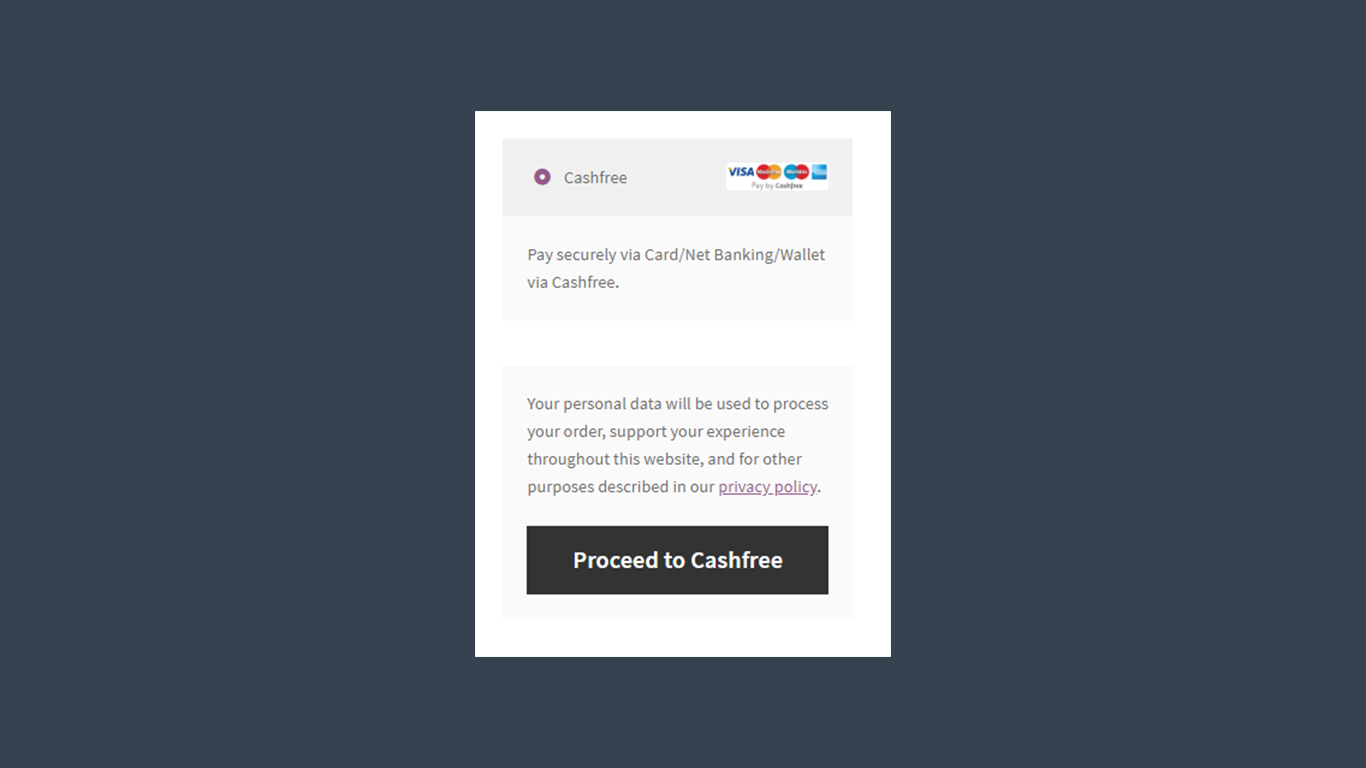 Cashfree
VISA MasterCard Maestro
Pay by Cashfree
Pay securely via Card/Net Banking/Wallet
via Cashfree.
Your personal data will be used to process
your order, support your experience
throughout this website, and for other
purposes described in our privacy policy.
Proceed to Cashfree